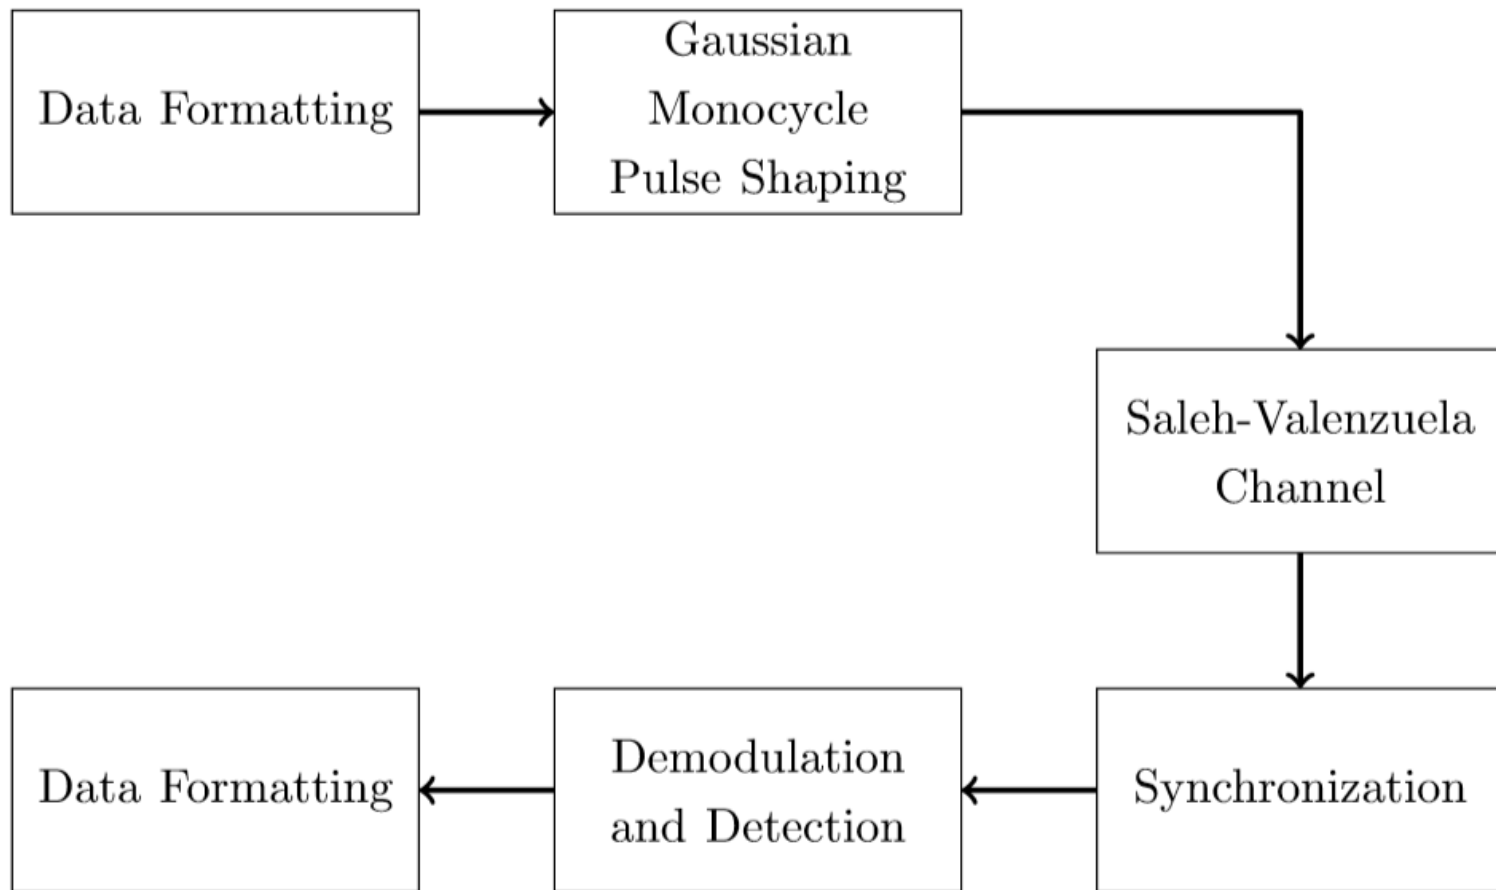 Data Formatting
Gaussian
Monocycle
Pulse Shaping
Saleh-Valenzuela
Channel
Synchronization
Demodulation
and Detection
Data Formatting